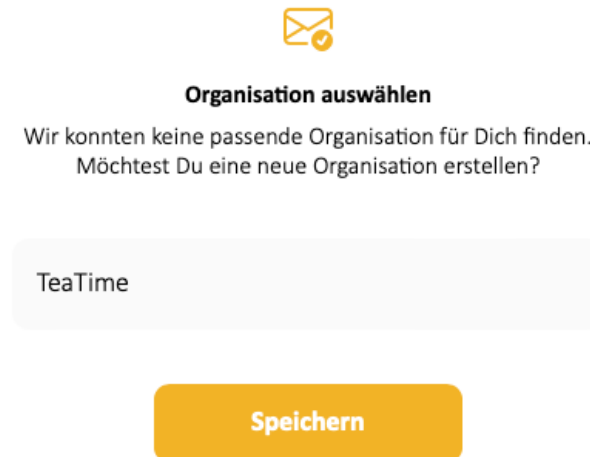 Organisation auswählen
Wir konnten keine passende Organisation für Dich finden.
Möchtest Du eine neue Organisation erstellen?
TeaTime
Speichern